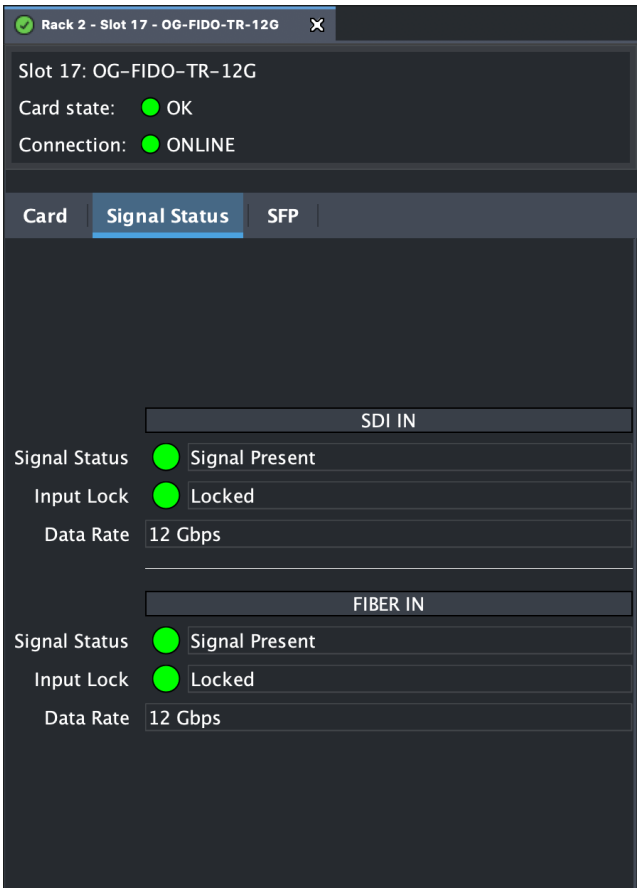 Rack 2 - Slot 17 - OG-FIDO-TR-12G
Slot 17: OG-FIDO-TR-12G
Card state: OK
Connection: ONLINE
Card Signal Status SFP
SDI IN
Signal Status Signal Present
Input Lock Locked
Data Rate 12 Gbps
FIBER IN
Signal Status Signal Present
Input Lock Locked
Data Rate 12 Gbps